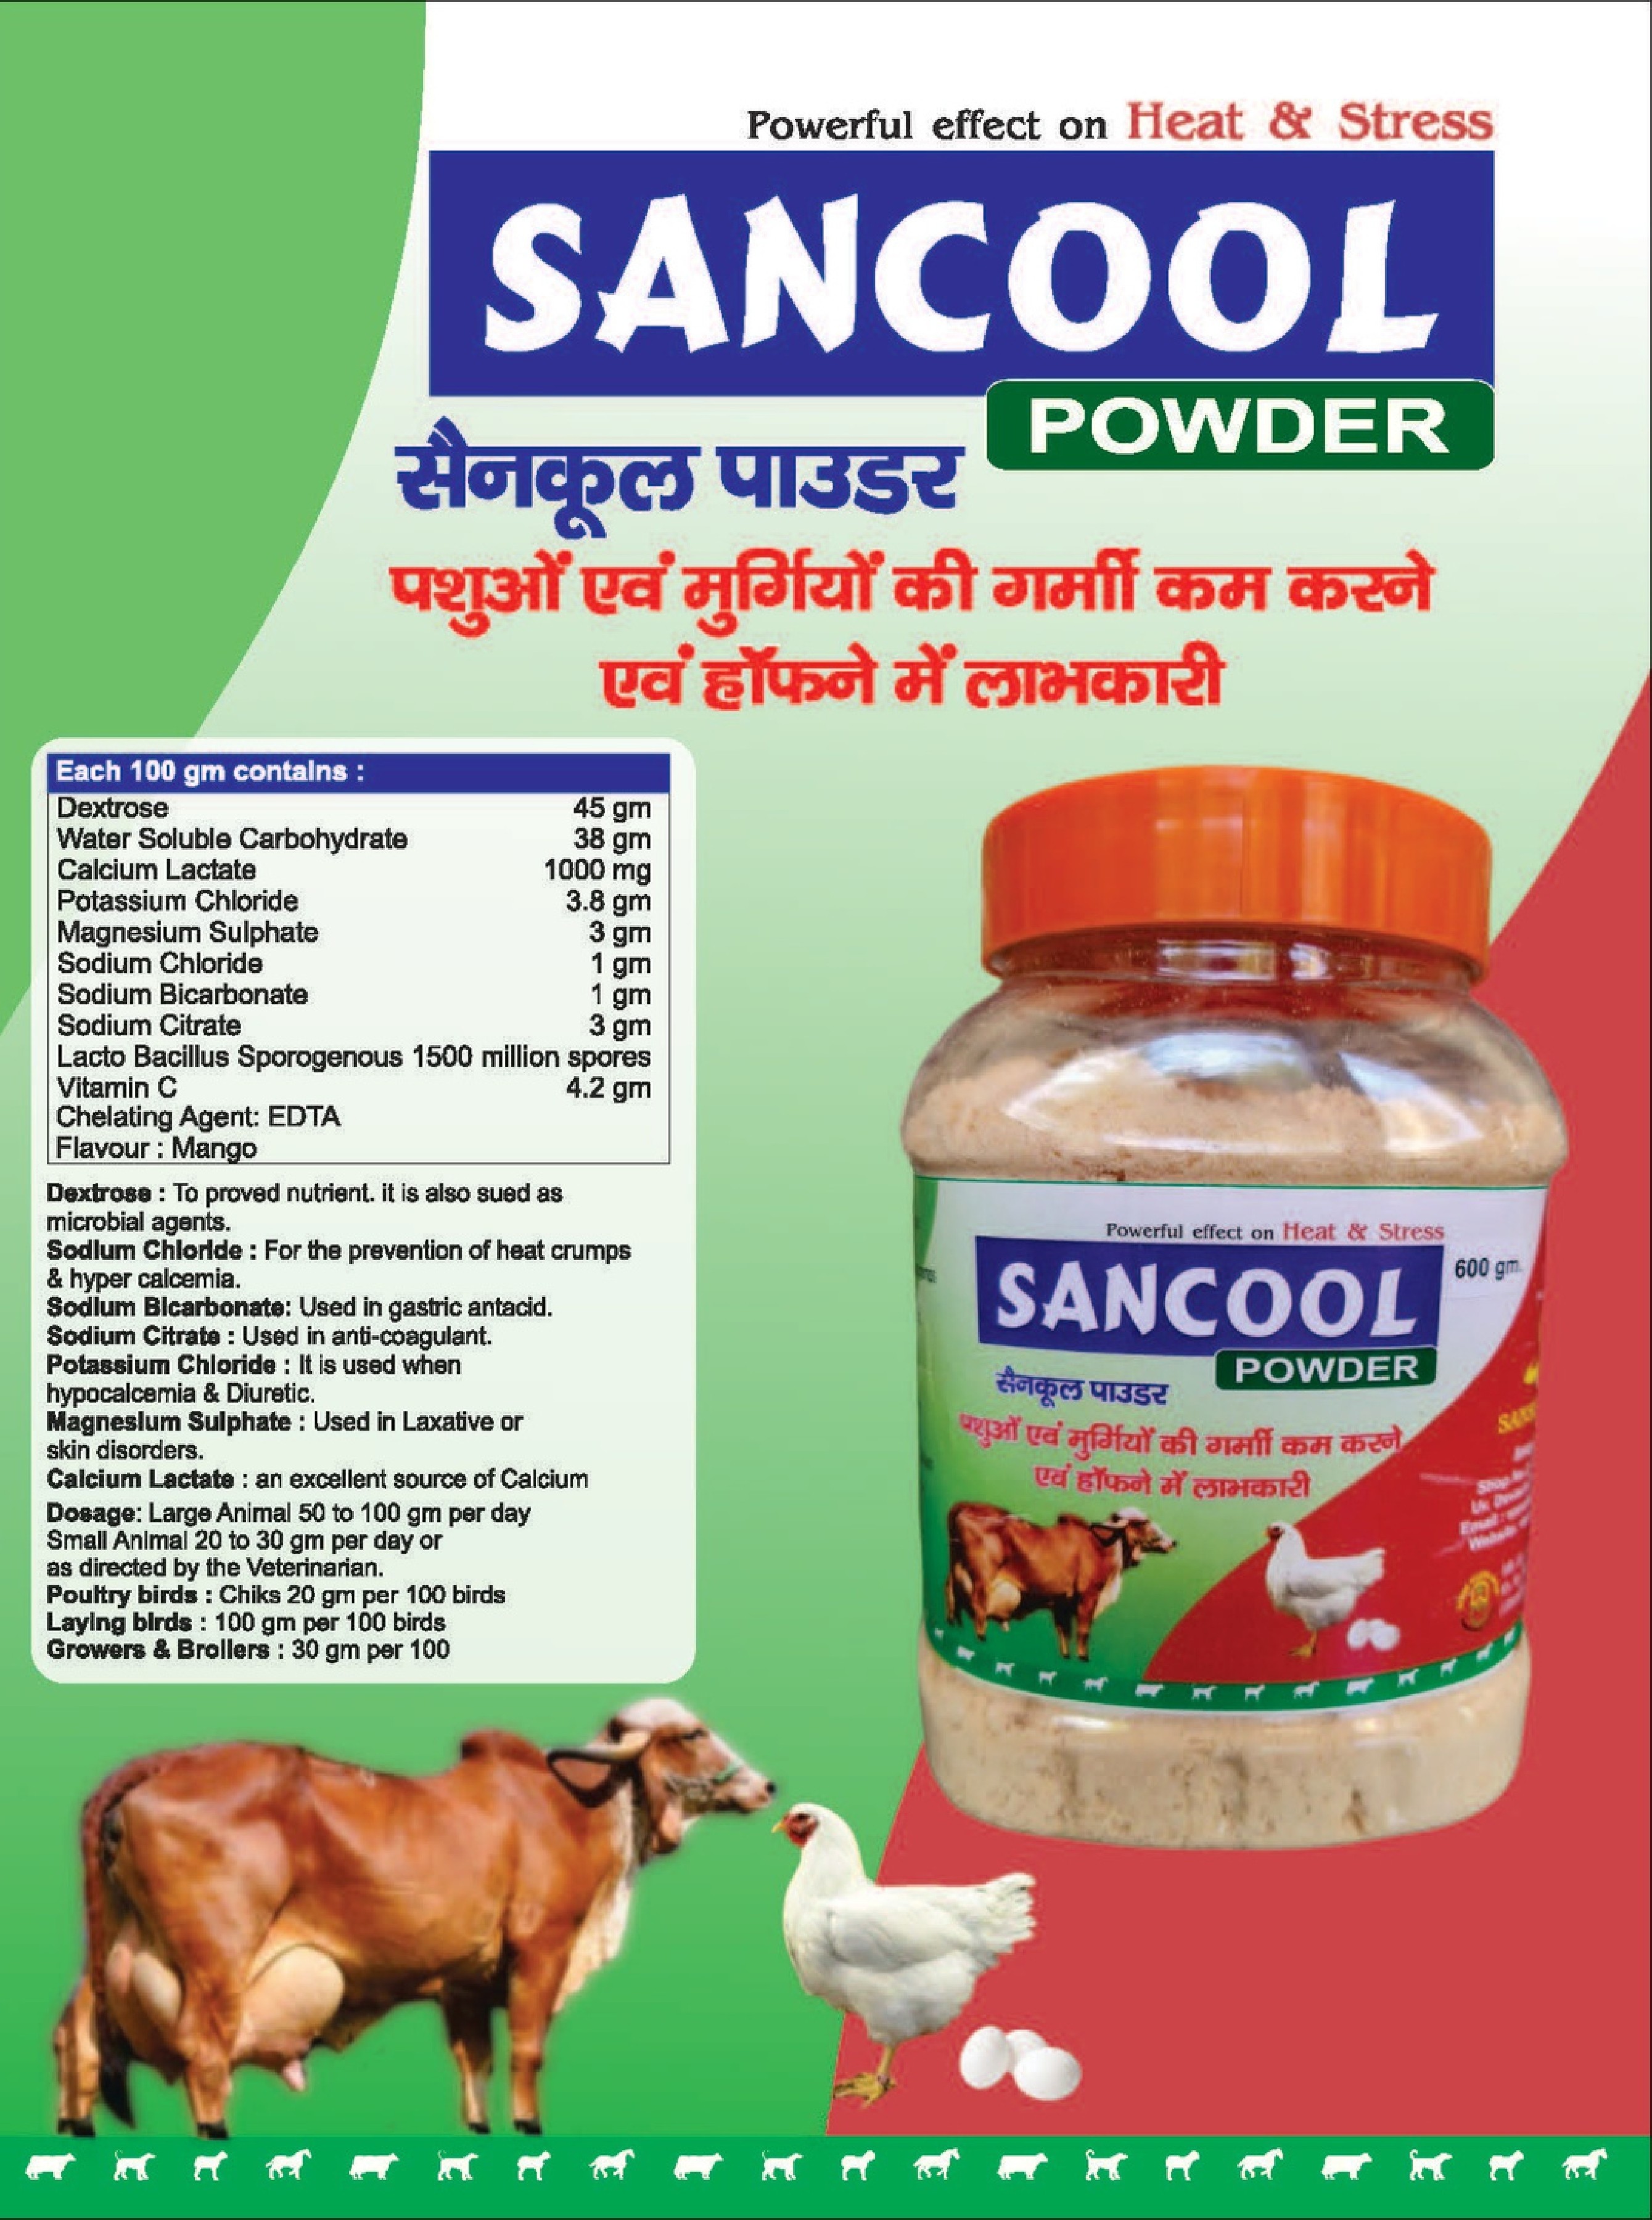 Powerful effect on Heat & Stress
SANCOOL
POWDER
सैनकूल पाउडर
पशुओं एवं मुर्गियों की गर्मी कम करने
एवं हॉफने में लाभकारी
Each 100 gm contains :
Dextrose 45 gm
Water Soluble Carbohydrate 38 gm
Calcium Lactate 1000 mg
Potassium Chloride 3.8 gm
Magnesium Sulphate 3 gm
Sodium Chloride 1 gm
Sodium Bicarbonate 1 gm
Sodium Citrate 3 gm
Lacto Bacillus Sporogenous 1500 million spores
Vitamin C 4.2 gm
Chelating Agent: EDTA
Flavour : Mango
Dextrose : To proved nutrient. it is also sued as
microbial agents.
Sodium Chloride : For the prevention of heat crumps
& hyper calcemia.
Sodium Bicarbonate: Used in gastric antacid.
Sodium Citrate : Used in anti-coagulant.
Potassium Chloride : It is used when
hypocalcemia & Diuretic.
Magnesium Sulphate : Used in Laxative or
skin disorders.
Calcium Lactate : an excellent source of Calcium
Dosage: Large Animal 50 to 100 gm per day
Small Animal 20 to 30 gm per day or
as directed by the Veterinarian.
Poultry birds : Chiks 20 gm per 100 birds
Laying birds : 100 gm per 100 birds
Growers & Brollers : 30 gm per 100
Powerful effect on Heat & Stress
600 gm.
SANCOOL
POWDER
सैनकूल पाउडर
पशुओं एवं मुर्गियों की गर्मी कम करने
एवं हॉफने में लाभकारी